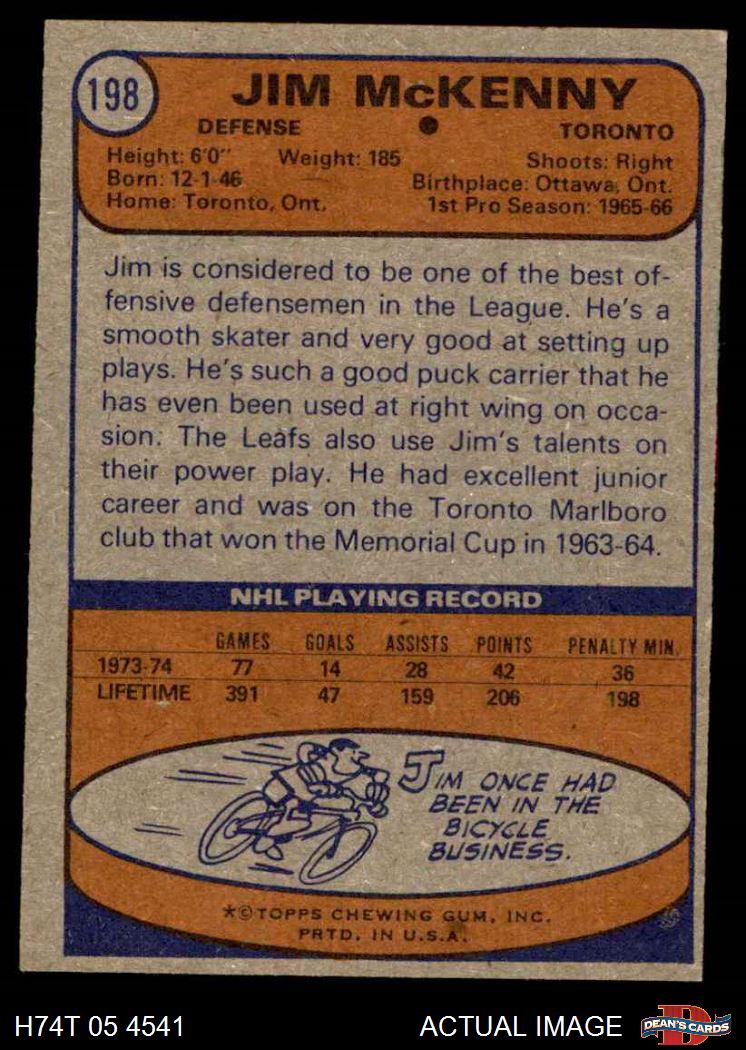 198
JIM McKENNY
DEFENSE
TORONTO
Height: 6'0" Weight: 185 Shoots: Right
Born: 12-1-46 Birthplace: Ottawa, Ont.
Home: Toronto, Ont. 1st Pro Season: 1965-66
Jim is considered to be one of the best of-
fensive defensemen in the League. He's a
smooth skater and very good at setting up
plays. He's such a good puck carrier that he
has even been used at right wing on occa-
sion. The Leafs also use Jim's talents on
their power play. He had excellent junior
career and was on the Toronto Marlboro
club that won the Memorial Cup in 1963-64.
NHL PLAYING RECORD
GAMES GOALS ASSISTS POINTS PENALTY MIN.
1973-74 77 14 28 42 36
LIFETIME 391 47 159 206 198
JIM ONCE HAD
BEEN IN THE
BICYCLE
BUSINESS.
*©TOPPS CHEWING GUM, INC.
PRTD. IN U.S.A.
H74T 05 4541 ACTUAL IMAGE
D
DEAN'S CARDS